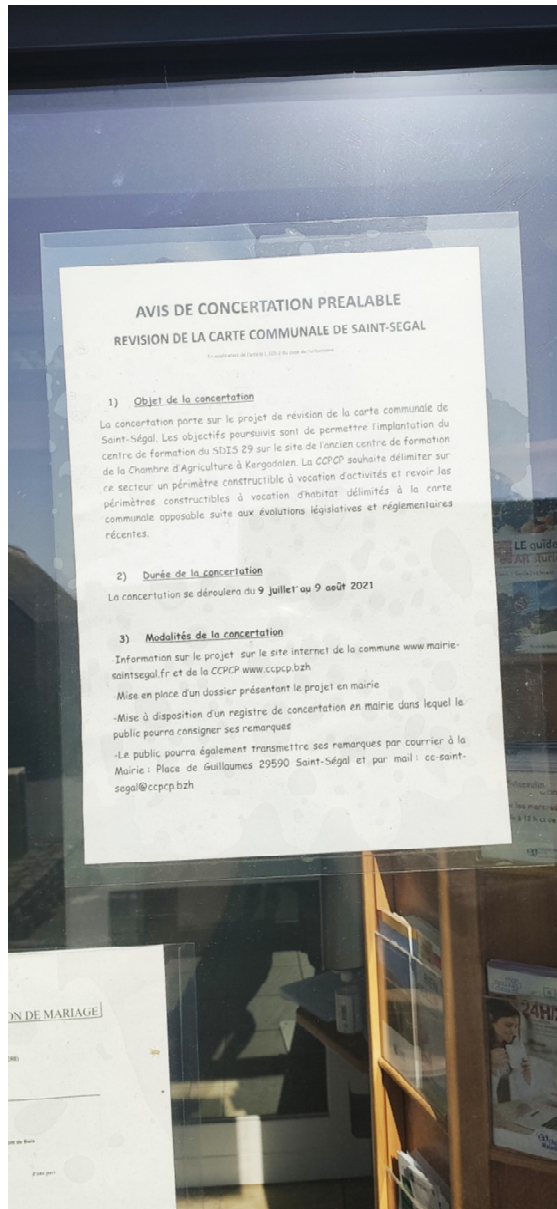 AVIS DE CONCERTATION PREALABLE
REVISION DE LA CARTE COMMUNALE DE SAINT-SEGAL
1) Objet de la concertation
La concertation porte sur le projet de révision de la carte communale de
Saint-Ségal. Les objectifs poursuivis sont de permettre l'implantation du
centre de formation du SDIS 29 sur le site de l'ancien centre de formation
de la Chambre d'Agriculture à Kergadalen. La CCPCP souhaite délimiter sur
ce secteur un périmètre constructible à vocation d'activités et revoir les
périmètres constructibles à vocation d'habitat délimités à la carte
communale opposable suite aux évolutions législatives et réglementaires
récentes.
2) Durée de la concertation
La concertation se déroulera du 9 juillet au 9 août 2021
3) Modalités de la concertation
-Information sur le projet sur le site internet de la commune www mairie-
saintsegal.fr et de la CCPCP www.ccpcp.bzh
-Mise en place d'un dossier présentant le projet en mairie
-Mise à disposition d'un registre de concertation en mairie dans lequel le
public pourra consigner ses remarques
-Le public pourra également transmettre ses remarques par courrier à la
Mairie : Place de Guillaumes 29590 Saint-Ségal et par mail : cc-saint-
segal@ccpcp.bzh
LE guide
ON DE MARIAGE
24H/